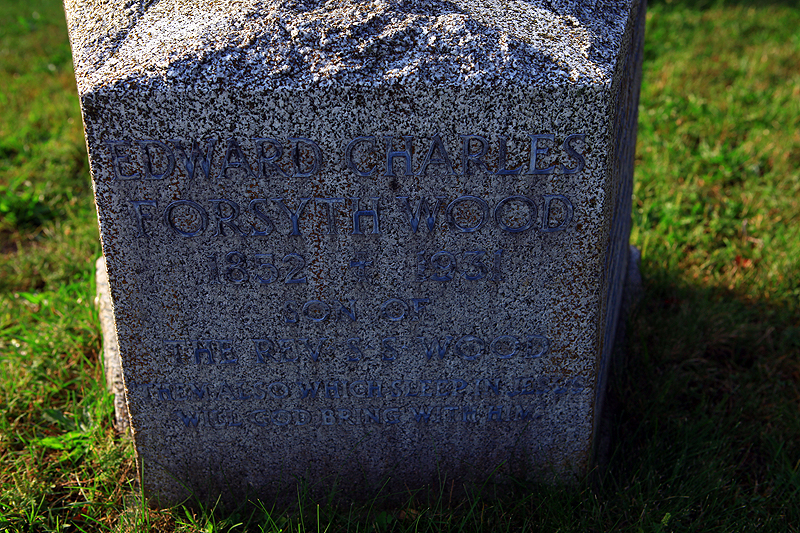 EDWARD CHARLES
FORSYTH WOOD
1852 - 1931
SON OF
THE REV S S WOOD
THEM ALSO WHICH SLEEP IN JESUS
WILL GOD BRING WITH HIM